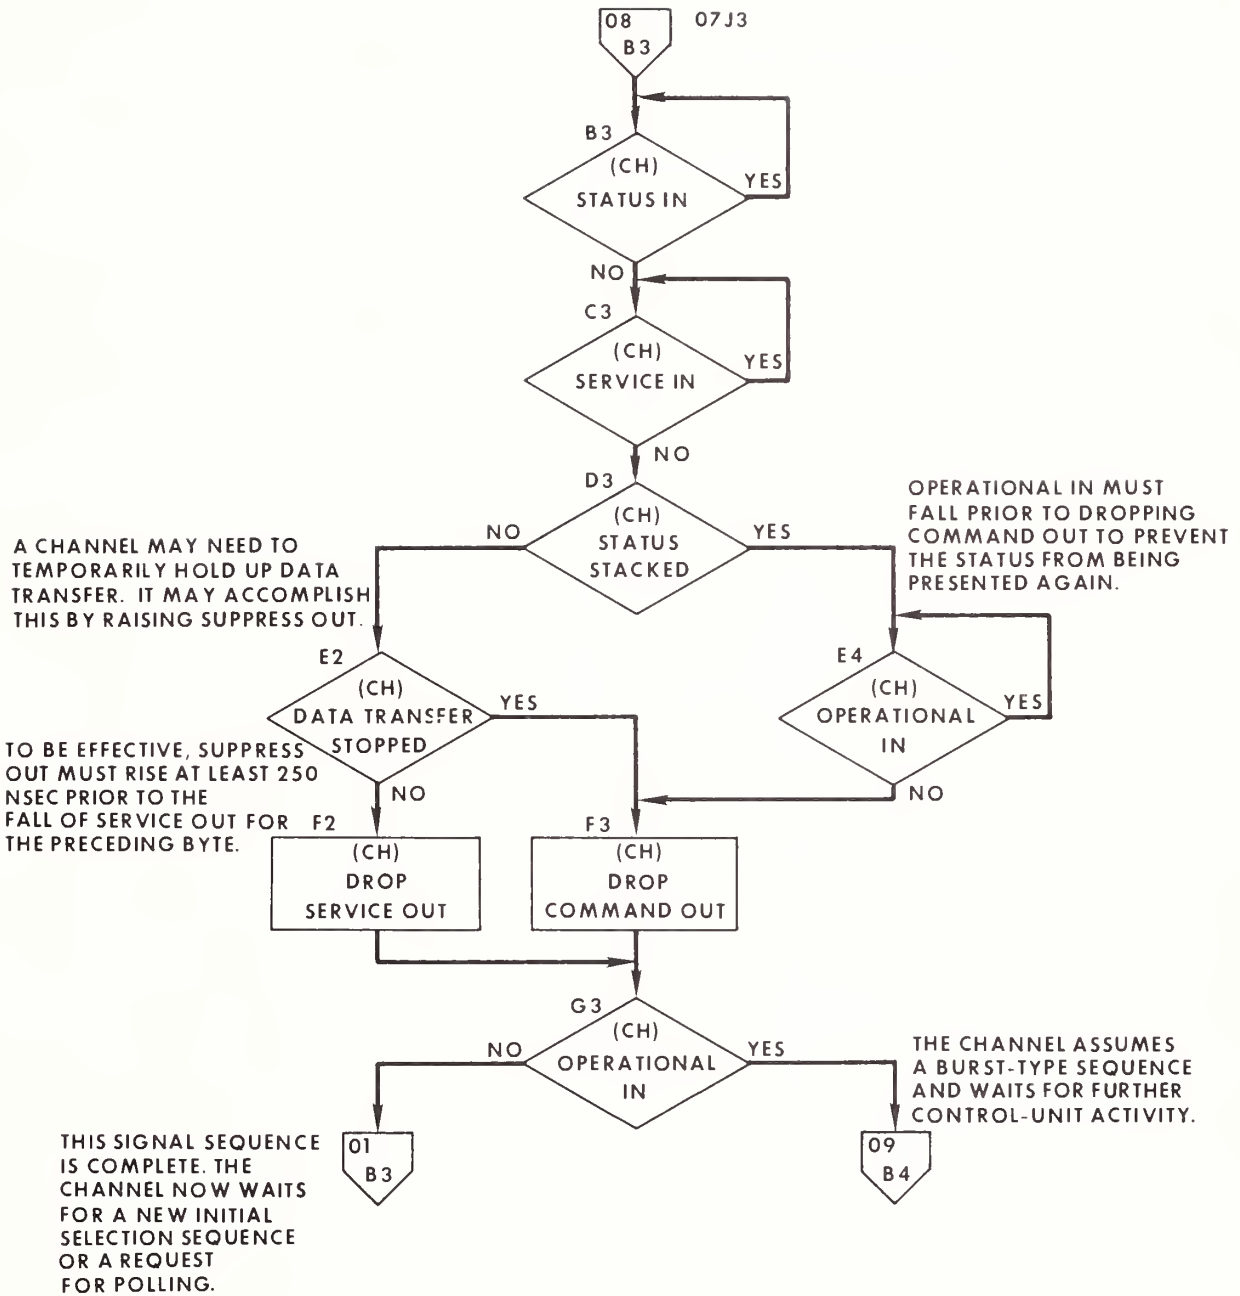 08 07J3
B3
B3
(CH)
STATUS IN
YES
NO
C3
(CH)
SERVICE IN
YES
NO
D3
(CH)
STATUS
STACKED
NO
YES
A CHANNEL MAY NEED TO
TEMPORARILY HOLD UP DATA
TRANSFER. IT MAY ACCOMPLISH
THIS BY RAISING SUPPRESS OUT.
OPERATIONAL IN MUST
FALL PRIOR TO DROPPING
COMMAND OUT TO PREVENT
THE STATUS FROM BEING
PRESENTED AGAIN.
E2
(CH)
DATA TRANSFER
STOPPED
YES
NO
E4
(CH)
OPERATIONAL
IN
YES
NO
TO BE EFFECTIVE, SUPPRESS
OUT MUST RISE AT LEAST 250
NSEC PRIOR TO THE
FALL OF SERVICE OUT FOR
THE PRECEDING BYTE.
F2
(CH)
DROP
SERVICE OUT
F3
(CH)
DROP
COMMAND OUT
G3
(CH)
OPERATIONAL
IN
NO
YES
THE CHANNEL ASSUMES
A BURST-TYPE SEQUENCE
AND WAITS FOR FURTHER
CONTROL-UNIT ACTIVITY.
THIS SIGNAL SEQUENCE
IS COMPLETE. THE
CHANNEL NOW WAITS
FOR A NEW INITIAL
SELECTION SEQUENCE
OR A REQUEST
FOR POLLING.
01
B3
09
B4